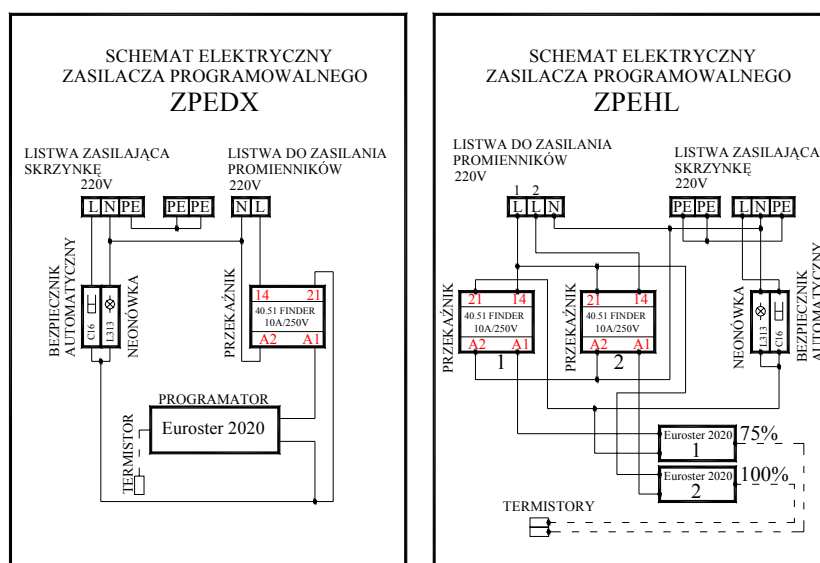 SCHEMAT ELEKTRYCZNY
ZASILACZA PROGRAMOWALNEGO
ZPEDX
LISTWA ZASILAJĄCA
SKRZYNKĘ
220V
LISTWA DO ZASILANIA
PROMIENNIKÓW
220V
L N PE
PE PE
N L
BEZPIECZNIK
AUTOMATYCZNY
C16
L313
NEONÓWKA
PRZEKAŹNIK
14 21
40.51 FINDER
10A/250V
A2 A1
PROGRAMATOR
Euroster 2020
TERMISTOR
SCHEMAT ELEKTRYCZNY
ZASILACZA PROGRAMOWALNEGO
ZPEHL
LISTWA DO ZASILANIA
PROMIENNIKÓW
220V
1 2
L L N
LISTWA ZASILAJĄCA
SKRZYNKĘ
220V
PE PE
L N PE
PRZEKAŹNIK
21 14
40.51 FINDER
10A/250V
A2 A1
1
PRZEKAŹNIK
21 14
40.51 FINDER
10A/250V
A2 A1
2
NEONÓWKA
L313
C16
BEZPIECZNIK
AUTOMATYCZNY
Euroster 2020
1
75%
Euroster 2020
2
100%
TERMISTORY